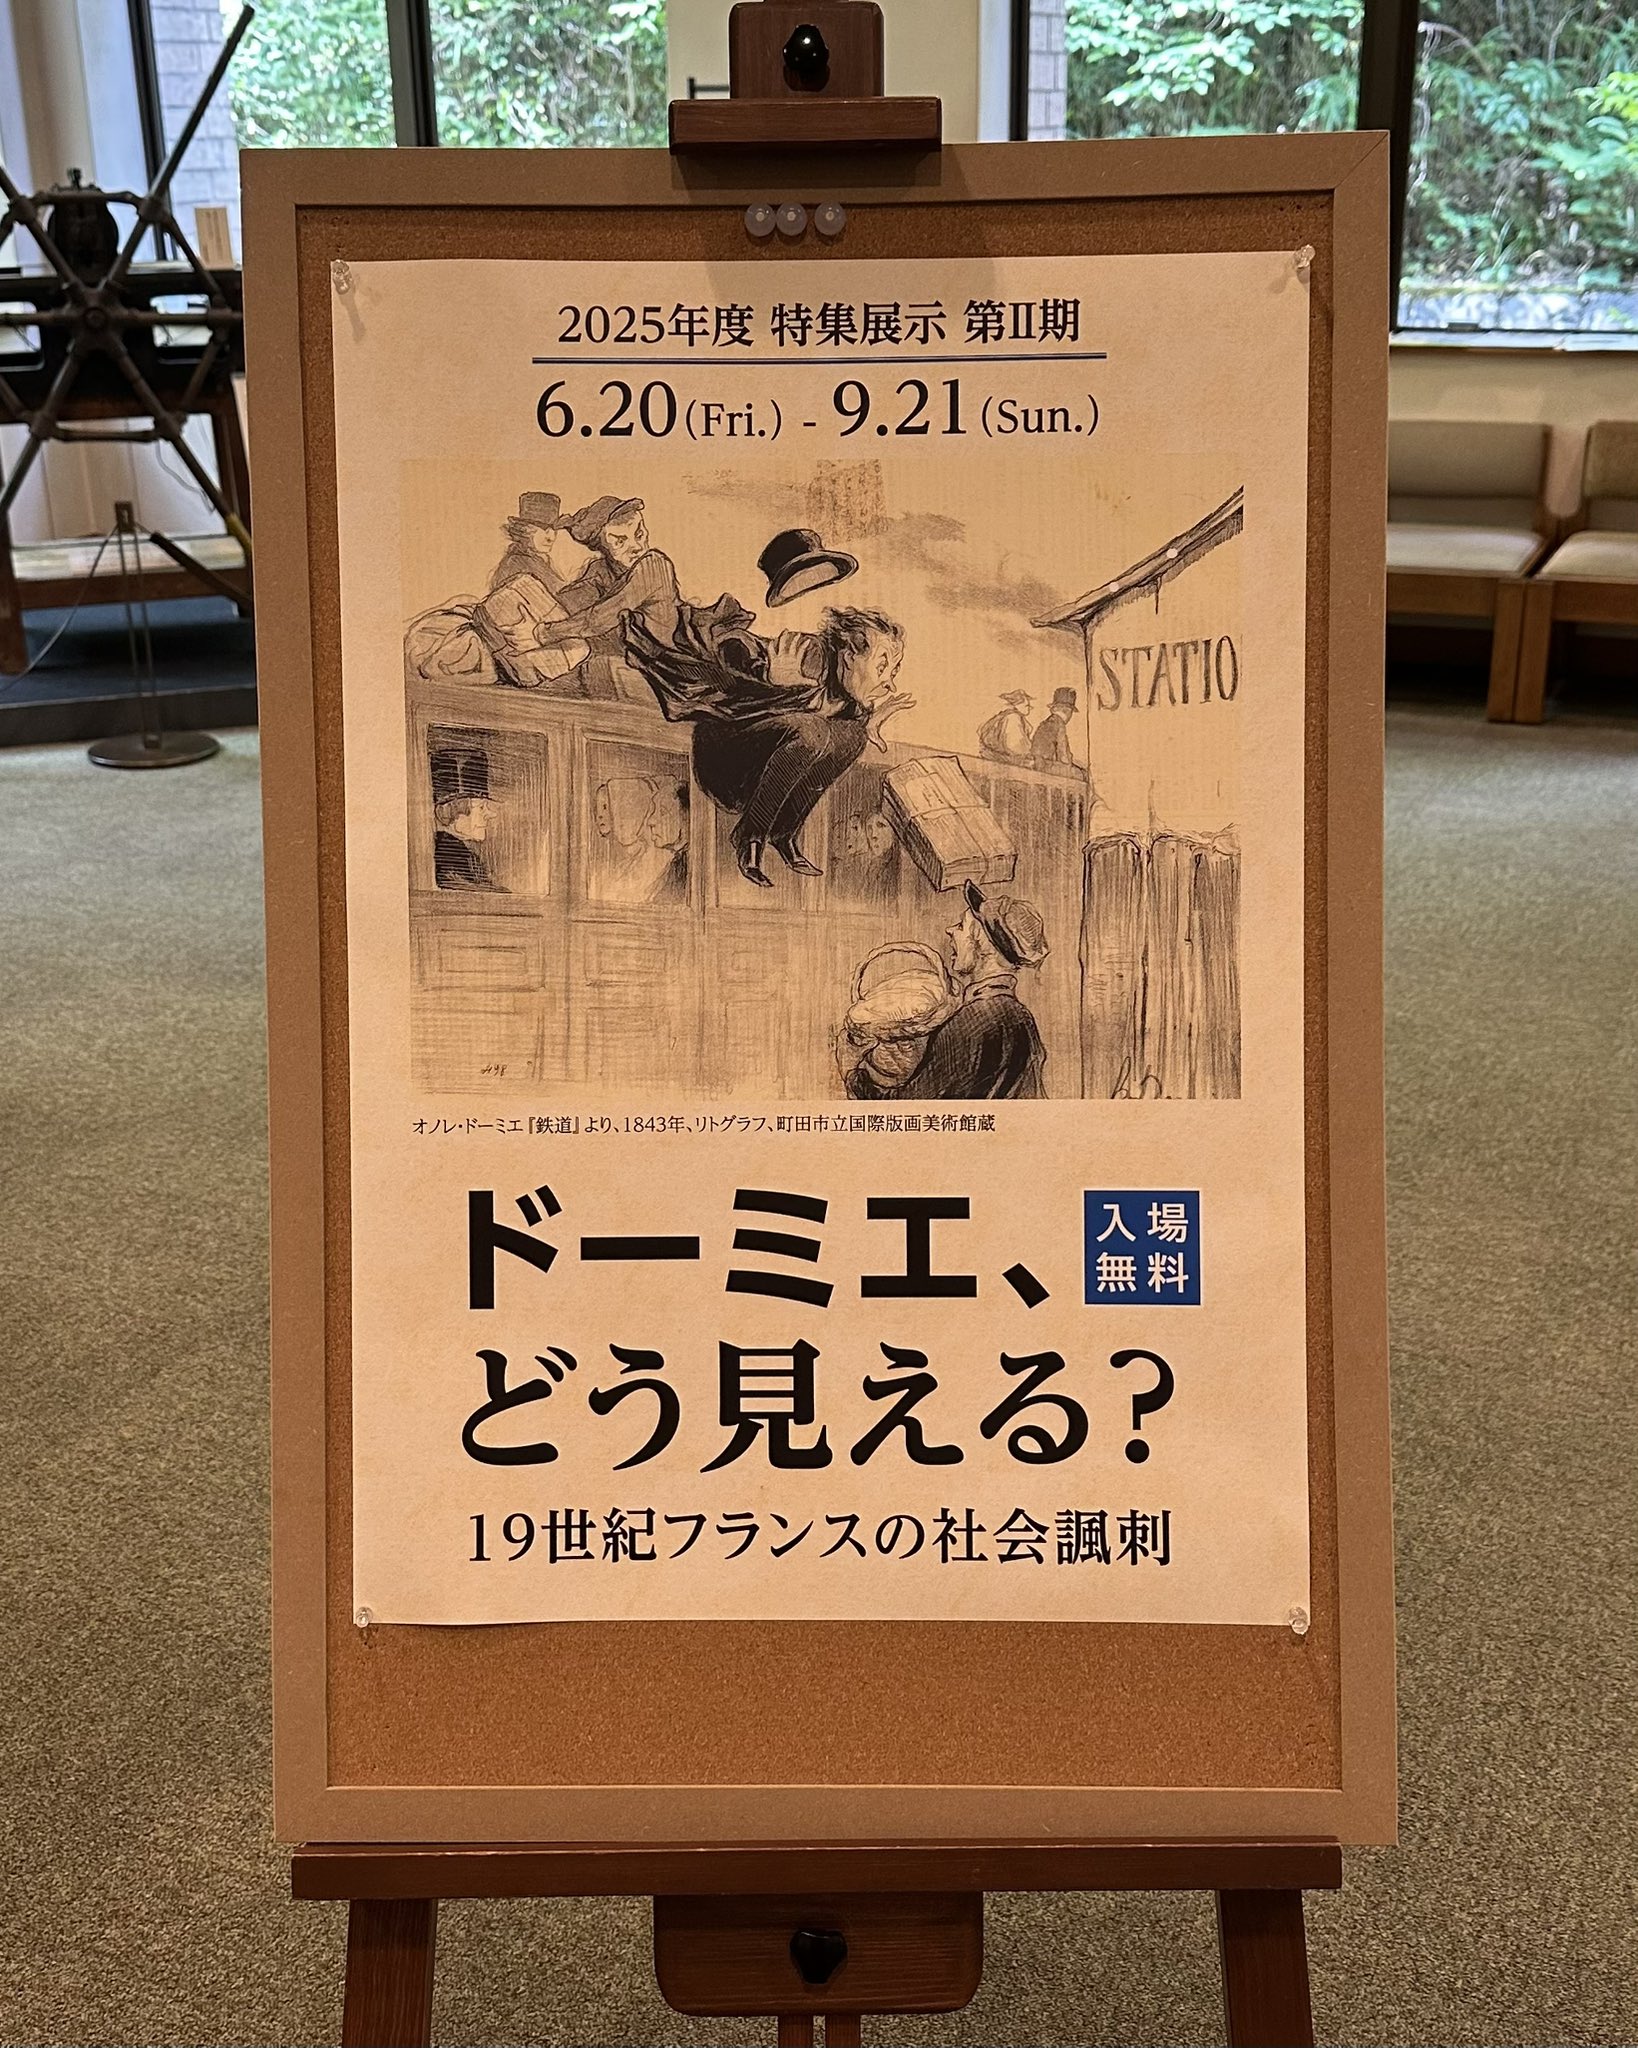 2025年度 特集展示 第Ⅱ期
6.20(Fri.) - 9.21(Sun.)
STATIO
498
オノレ・ドーミエ『鉄道』より、1843年、リトグラフ、町田市立国際版画美術館蔵
ドーミエ、
入場
無料
どう見える?
19世紀フランスの社会諷刺